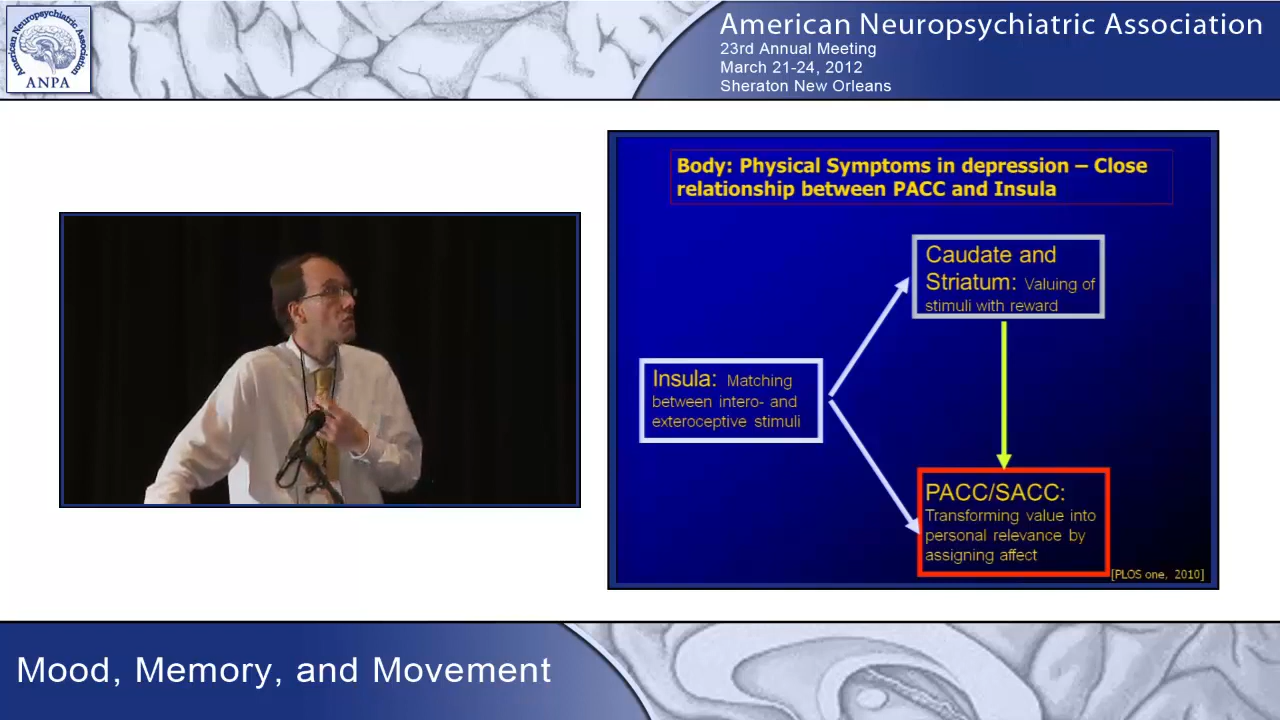 American Neuropsychiatric Association
ANPA
American Neuropsychiatric Association
23rd Annual Meeting
March 21-24, 2012
Sheraton New Orleans
Body: Physical Symptoms in depression – Close
relationship between PACC and Insula
Caudate and
Striatum: Valuing of
stimuli with reward
Insula: Matching
between intero- and
exteroceptive stimuli
PACC/SACC:
Transforming value into
personal relevance by
assigning affect
[PLOS one, 2010]
Mood, Memory, and Movement